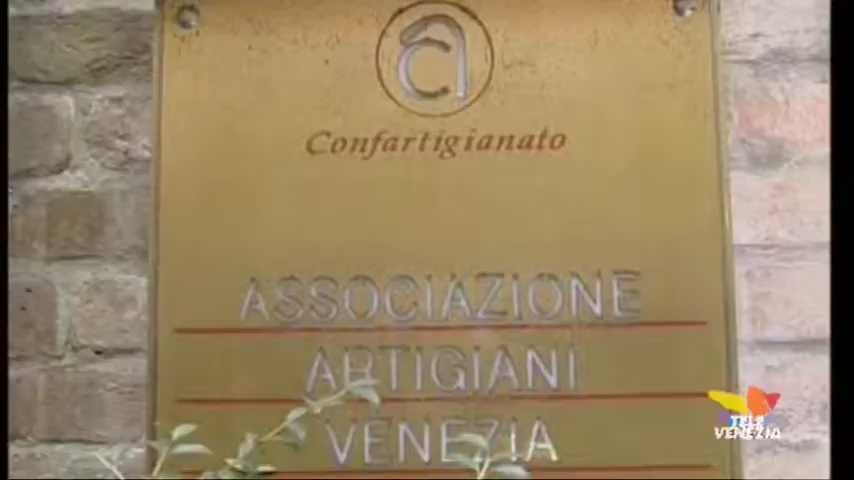 Confartigianato
ASSOCIAZIONE
ARTIGIANI
VENEZIA
TELE
VENEZIA